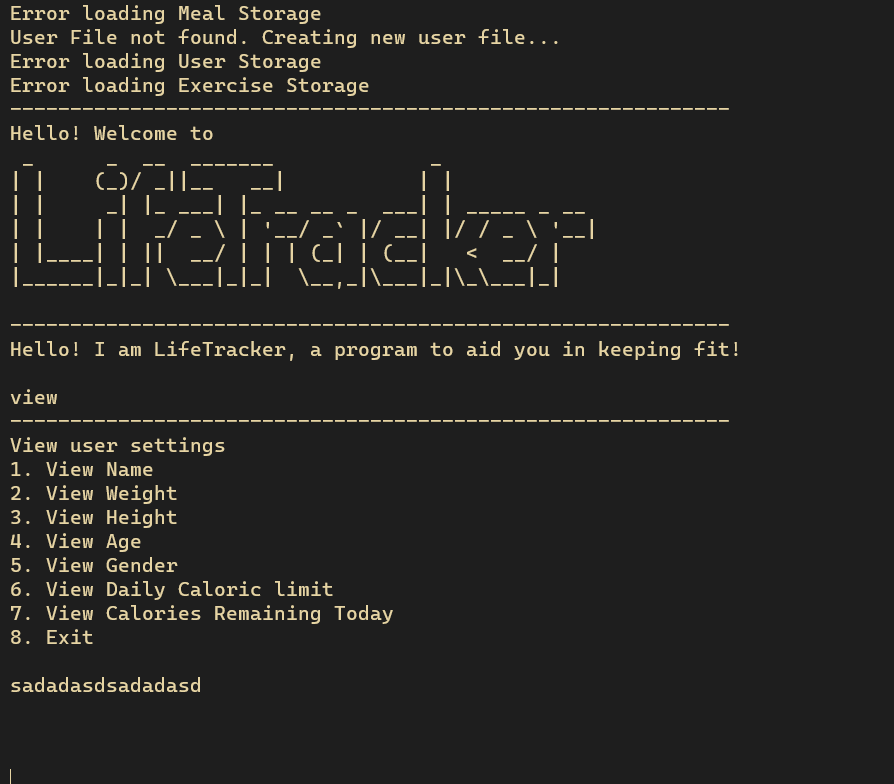 Error loading Meal Storage
User File not found. Creating new user file...
Error loading User Storage
Error loading Exercise Storage
------------------------------------------------------------
Hello! Welcome to
 _      _  __  _______             _
| |    (_)/ _||__   __|           | |
| |     _| |_ ___| |_ __ __ _  ___| | _____ _ __
| |    | |  _/ _ \ | '__/ _` |/ __| |/ / _ \ '__|
| |____| | ||  __/ | | | (_| | (__|   <  __/ |
|______|_|_| \___|_|_|  \__,_|\___|_|\_\___|_|
------------------------------------------------------------
Hello! I am LifeTracker, a program to aid you in keeping fit!
view
------------------------------------------------------------
View user settings
1. View Name
2. View Weight
3. View Height
4. View Age
5. View Gender
6. View Daily Caloric limit
7. View Calories Remaining Today
8. Exit
sadadasdsadadasd